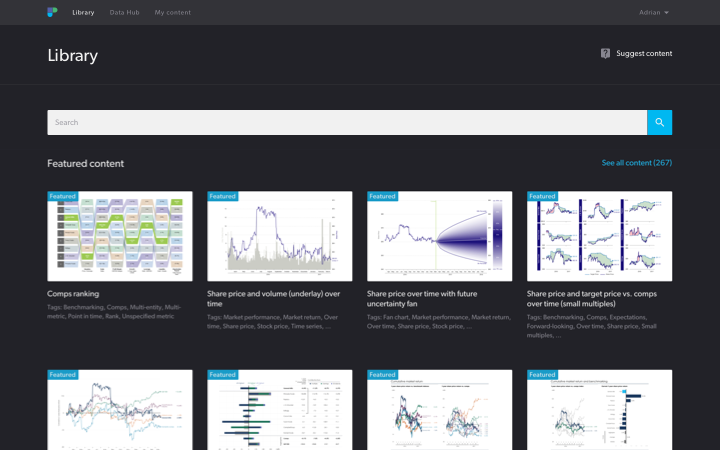 Library Data Hub My content Adrian
Library
Suggest content
Search
Featured content
See all content (267)
Featured Featured Featured Featured
Comps ranking
Tags: Benchmarking, Comps, Multi-entity, Multi-
metric, Point in time, Rank, Unspecified metric
Share price and volume (underlay) over
time
Tags: Market performance, Market return, Over
time, Share price, Stock price, Time series, ...
Share price over time with future
uncertainty fan
Tags: Fan chart, Market performance, Market return,
Over time, Share price, Stock price, ...
Share price and target price vs. comps
over time (small multiples)
Tags: Benchmarking, Comps, Expectations,
Forward-looking, Over time, Share price, Small
multiples, ...
Featured Featured Featured Featured